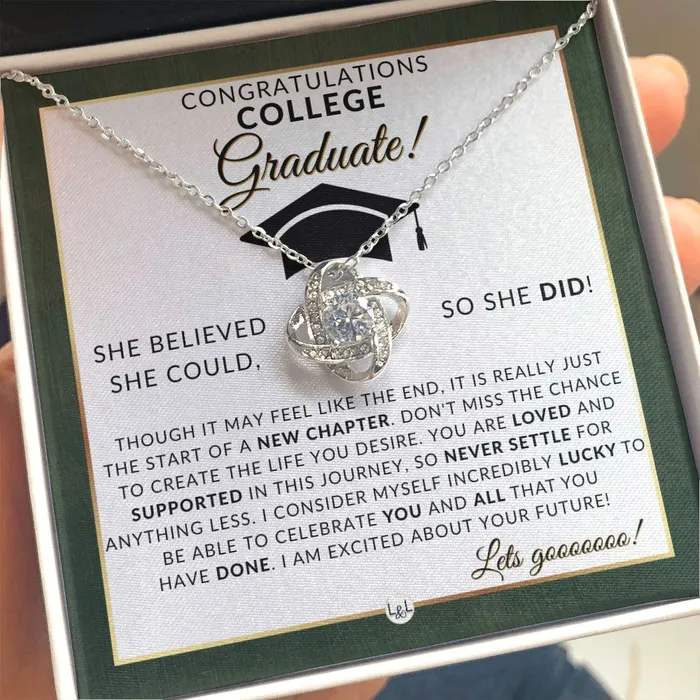 CONGRATULATIONS
COLLEGE
Graduate!
SHE BELIEVED
SHE COULD,
SO SHE DID!
THOUGH IT MAY FEEL LIKE THE END, IT IS REALLY JUST
THE START OF A NEW CHAPTER. DON'T MISS THE CHANCE
TO CREATE THE LIFE YOU DESIRE. YOU ARE LOVED AND
SUPPORTED IN THIS JOURNEY, SO NEVER SETTLE FOR
ANYTHING LESS. I CONSIDER MYSELF INCREDIBLY LUCKY TO
BE ABLE TO CELEBRATE YOU AND ALL THAT YOU
HAVE DONE. I AM EXCITED ABOUT YOUR FUTURE!
Lets gooooooo!
L&L